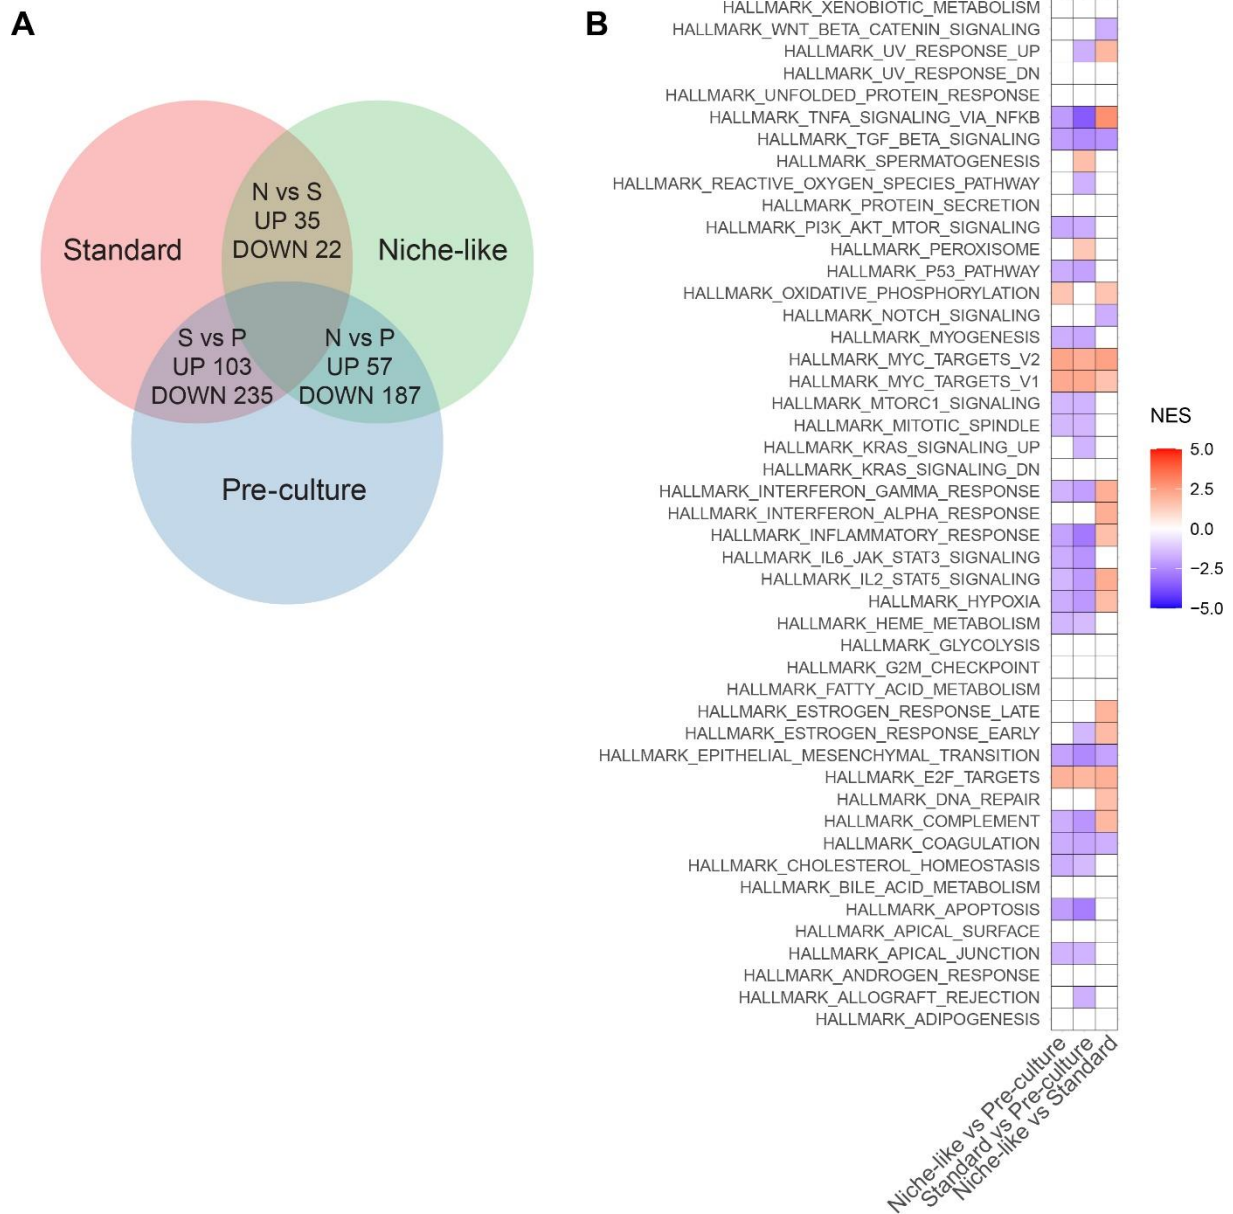 A
Standard
N vs S
UP 35
DOWN 22
Niche-like
S vs P
UP 103
DOWN 235
N vs P
UP 57
DOWN 187
Pre-culture
B
HALLMARK_XENOBIOTIC_METABOLISM
HALLMARK_WNT_BETA_CATENIN_SIGNALING
HALLMARK_UV_RESPONSE_UP
HALLMARK_UV_RESPONSE_DN
HALLMARK_UNFOLDED_PROTEIN_RESPONSE
HALLMARK_TNFA_SIGNALING_VIA_NFKB
HALLMARK_TGF_BETA_SIGNALING
HALLMARK_SPERMATOGENESIS
HALLMARK_REACTIVE_OXYGEN_SPECIES_PATHWAY
HALLMARK_PROTEIN_SECRETION
HALLMARK_PI3K_AKT_MTOR_SIGNALING
HALLMARK_PEROXISOME
HALLMARK_P53_PATHWAY
HALLMARK_OXIDATIVE_PHOSPHORYLATION
HALLMARK_NOTCH_SIGNALING
HALLMARK_MYOGENESIS
HALLMARK_MYC_TARGETS_V2
HALLMARK_MYC_TARGETS_V1
HALLMARK_MTORC1_SIGNALING
HALLMARK_MITOTIC_SPINDLE
HALLMARK_KRAS_SIGNALING_UP
HALLMARK_KRAS_SIGNALING_DN
HALLMARK_INTERFERON_GAMMA_RESPONSE
HALLMARK_INTERFERON_ALPHA_RESPONSE
HALLMARK_INFLAMMATORY_RESPONSE
HALLMARK_IL6_JAK_STAT3_SIGNALING
HALLMARK_IL2_STAT5_SIGNALING
HALLMARK_HYPOXIA
HALLMARK_HEME_METABOLISM
HALLMARK_GLYCOLYSIS
HALLMARK_G2M_CHECKPOINT
HALLMARK_FATTY_ACID_METABOLISM
HALLMARK_ESTROGEN_RESPONSE_LATE
HALLMARK_ESTROGEN_RESPONSE_EARLY
HALLMARK_EPITHELIAL_MESENCHYMAL_TRANSITION
HALLMARK_E2F_TARGETS
HALLMARK_DNA_REPAIR
HALLMARK_COMPLEMENT
HALLMARK_COAGULATION
HALLMARK_CHOLESTEROL_HOMEOSTASIS
HALLMARK_BILE_ACID_METABOLISM
HALLMARK_APOPTOSIS
HALLMARK_APICAL_SURFACE
HALLMARK_APICAL_JUNCTION
HALLMARK_ANDROGEN_RESPONSE
HALLMARK_ALLOGRAFT_REJECTION
HALLMARK_ADIPOGENESIS
Niche-like vs Pre-culture
Standard vs Pre-culture
Niche-like vs Standard
NES
5.0
2.5
0.0
−2.5
−5.0